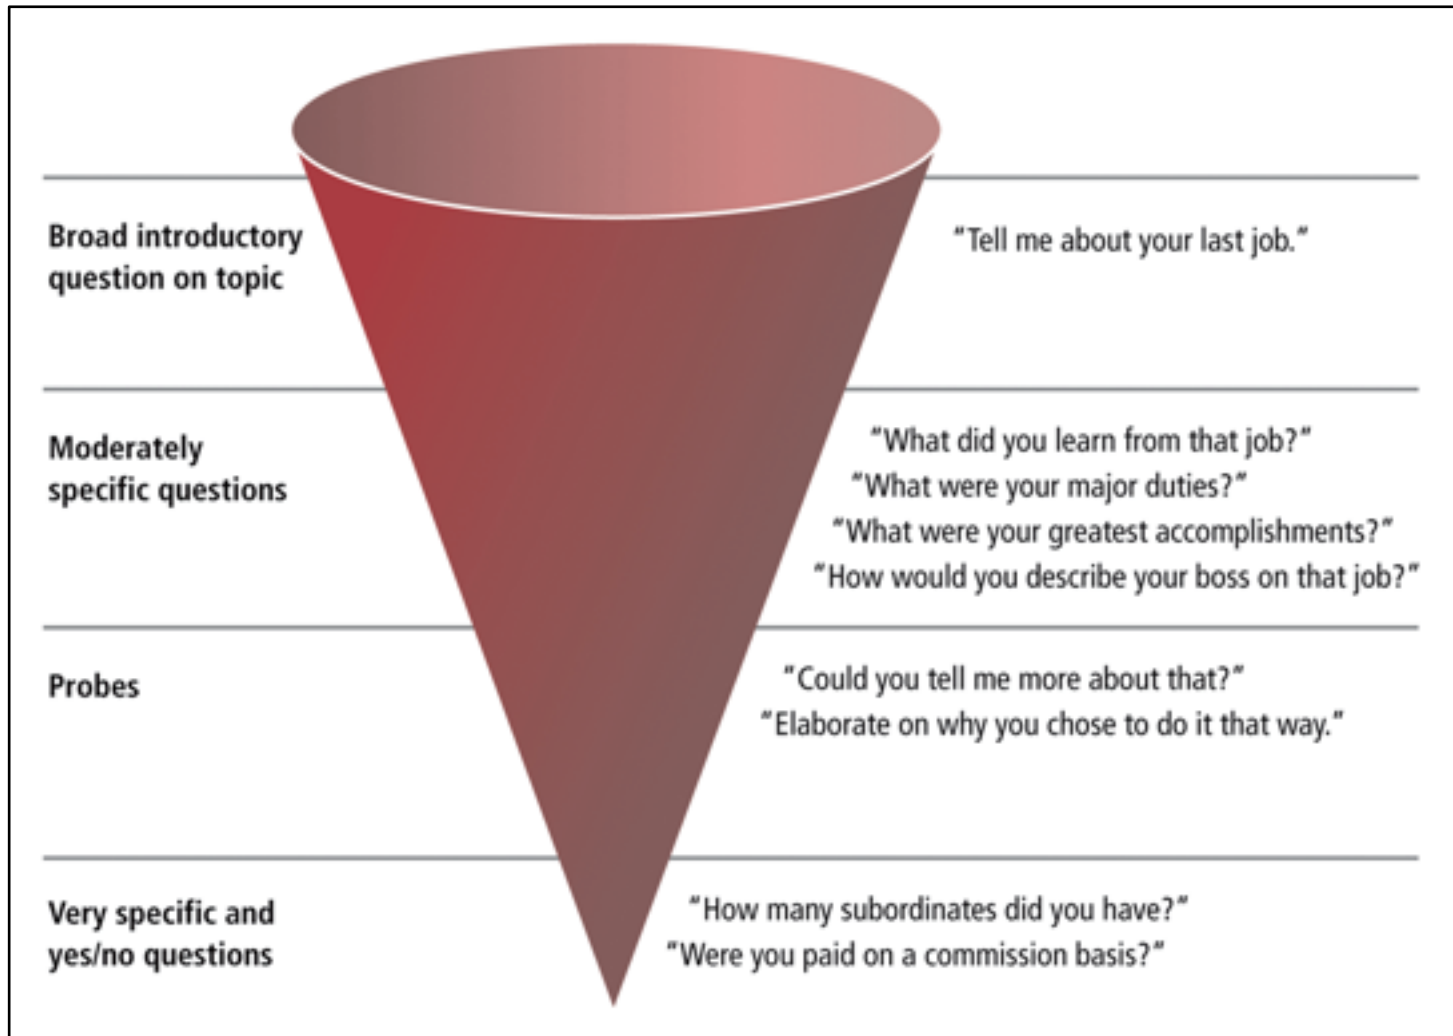 Broad introductory
question on topic
“Tell me about your last job.”
Moderately
specific questions
“What did you learn from that job?”
“What were your major duties?”
“What were your greatest accomplishments?”
“How would you describe your boss on that job?”
Probes
“Could you tell me more about that?”
“Elaborate on why you chose to do it that way.”
Very specific and
yes/no questions
“How many subordinates did you have?”
“Were you paid on a commission basis?”